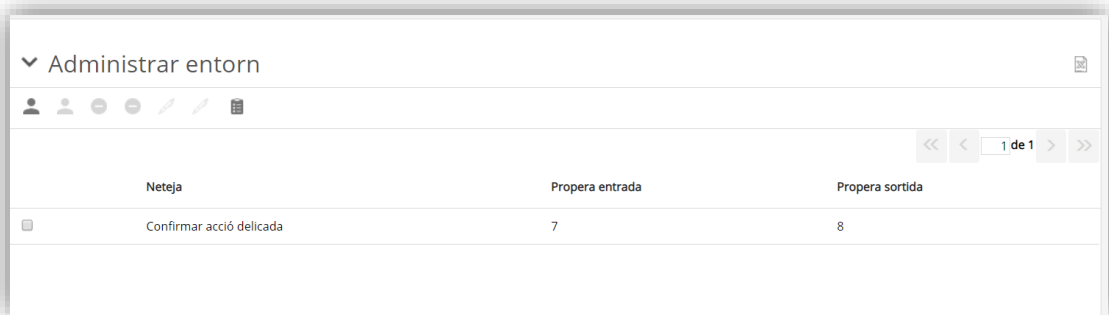 Administrar entorn
1 de 1
Neteja Propera entrada Propera sortida
Confirmar acció delicada 7 8